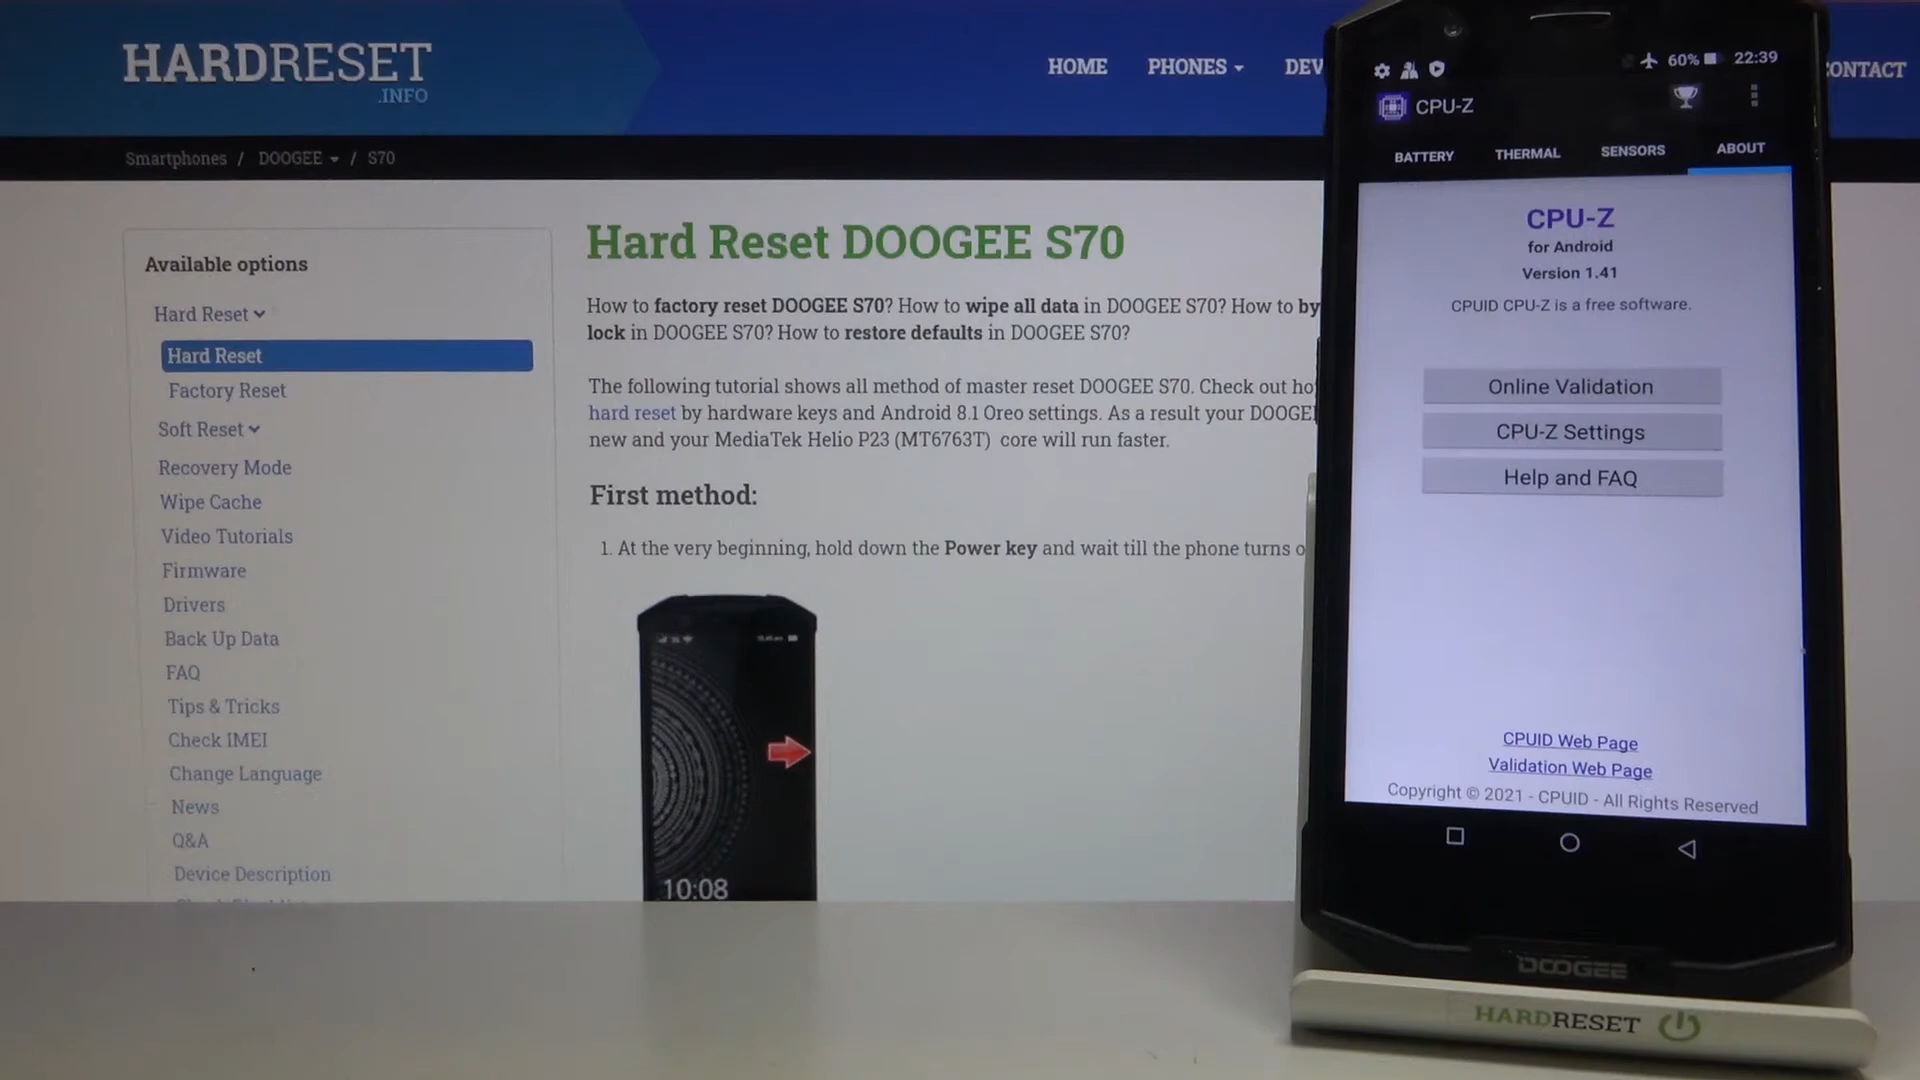 HARDRESET
.INFO
HOME
PHONES
DEV
CONTACT
Smartphones / DOOGEE / S70
Available options
Hard Reset
Hard Reset
Factory Reset
Soft Reset
Recovery Mode
Wipe Cache
Video Tutorials
Firmware
Drivers
Back Up Data
FAQ
Tips & Tricks
Check IMEI
Change Language
News
Q&A
Device Description
Hard Reset DOOGEE S70
How to factory reset DOOGEE S70? How to wipe all data in DOOGEE S70? How to by
lock in DOOGEE S70? How to restore defaults in DOOGEE S70?
The following tutorial shows all method of master reset DOOGEE S70. Check out ho
hard reset by hardware keys and Android 8.1 Oreo settings. As a result your DOOGE
new and your MediaTek Helio P23 (MT6763T) core will run faster.
First method:
1. At the very beginning, hold down the Power key and wait till the phone turns o
10:08
60% 22:39
CPU-Z
BATTERY THERMAL SENSORS ABOUT
CPU-Z
for Android
Version 1.41
CPUID CPU-Z is a free software.
Online Validation
CPU-Z Settings
Help and FAQ
CPUID Web Page
Validation Web Page
Copyright © 2021 - CPUID - All Rights Reserved
DOOGEE
HARDRESET